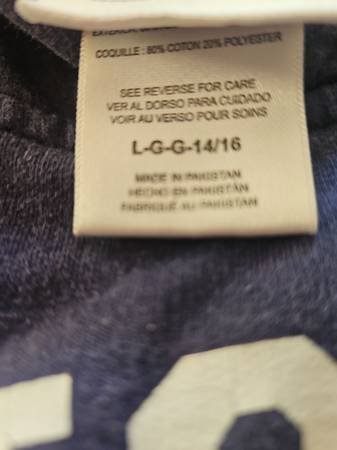 COQUILLE : 80% COTON 20% POLYESTER
SEE REVERSE FOR CARE
VER AL DORSO PARA CUIDADO
VOIR AU VERSO POUR SOINS
L-G-G-14/16
MADE IN PAKISTAN
HECHO EN PAKISTÁN
FABRIQUÉ AU PAKISTAN